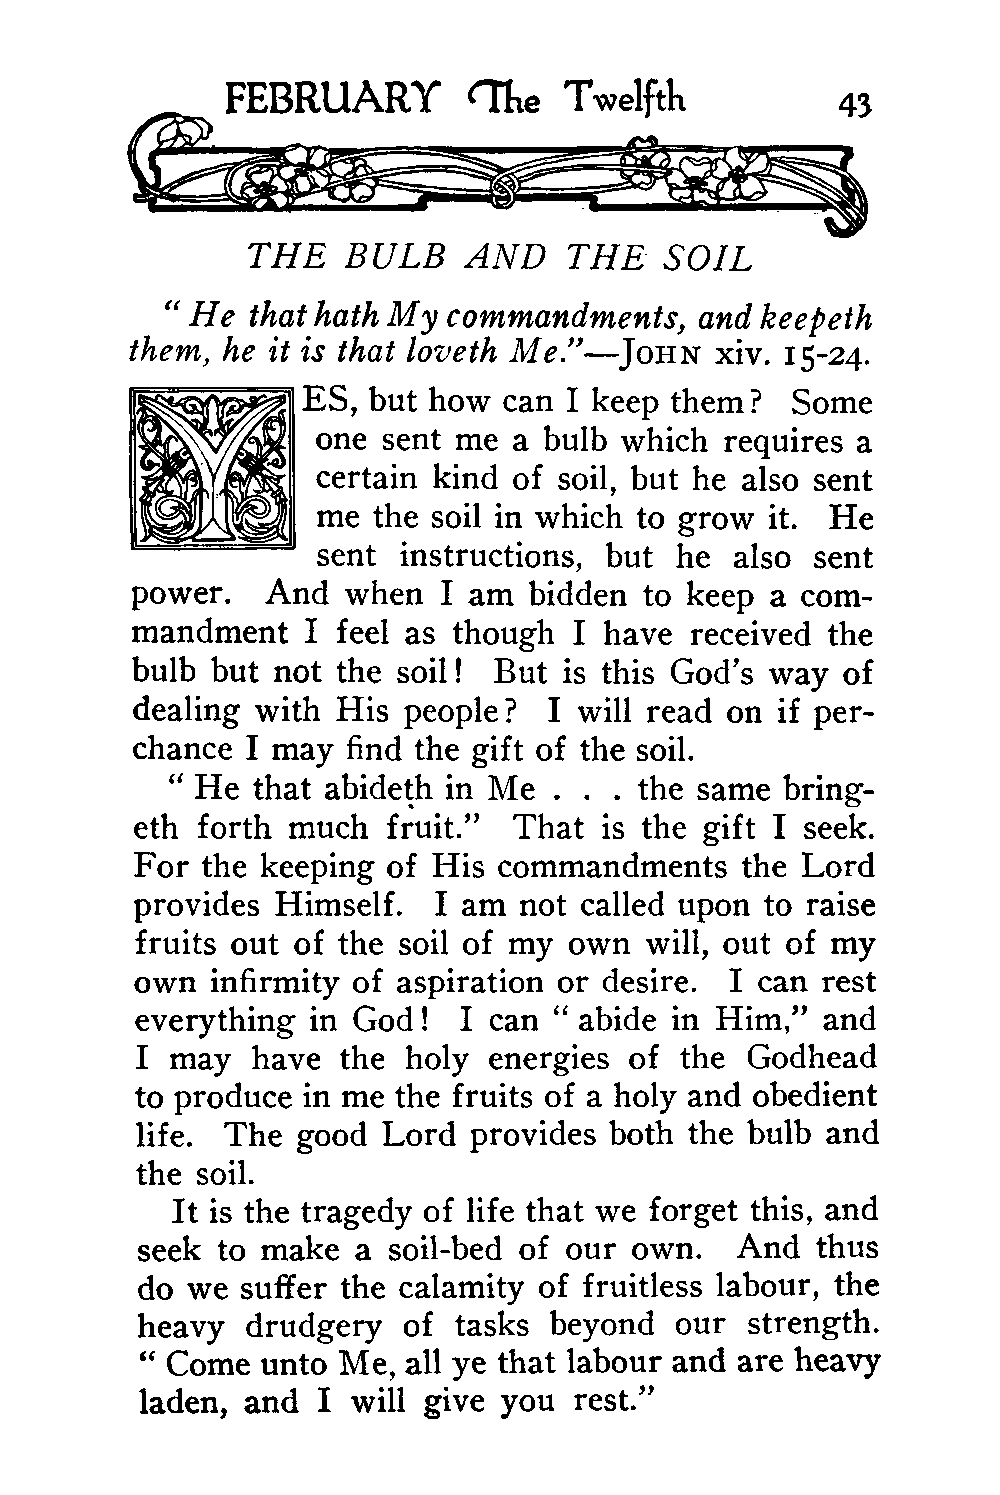 FEBRUARY The Twelfth 43
THE BULB AND THE SOIL
“ He that hath My commandments, and keepeth
them, he it is that loveth Me.”—JOHN xiv. 15-24.
YES, but how can I keep them? Some
one sent me a bulb which requires a
certain kind of soil, but he also sent
me the soil in which to grow it. He
sent instructions, but he also sent
power. And when I am bidden to keep a com-
mandment I feel as though I have received the
bulb but not the soil! But is this God’s way of
dealing with His people? I will read on if per-
chance I may find the gift of the soil.
“ He that abideth in Me . . . the same bring-
eth forth much fruit.” That is the gift I seek.
For the keeping of His commandments the Lord
provides Himself. I am not called upon to raise
fruits out of the soil of my own will, out of my
own infirmity of aspiration or desire. I can rest
everything in God! I can “ abide in Him,” and
I may have the holy energies of the Godhead
to produce in me the fruits of a holy and obedient
life. The good Lord provides both the bulb and
the soil.
It is the tragedy of life that we forget this, and
seek to make a soil-bed of our own. And thus
do we suffer the calamity of fruitless labour, the
heavy drudgery of tasks beyond our strength.
“ Come unto Me, all ye that labour and are heavy
laden, and I will give you rest.”